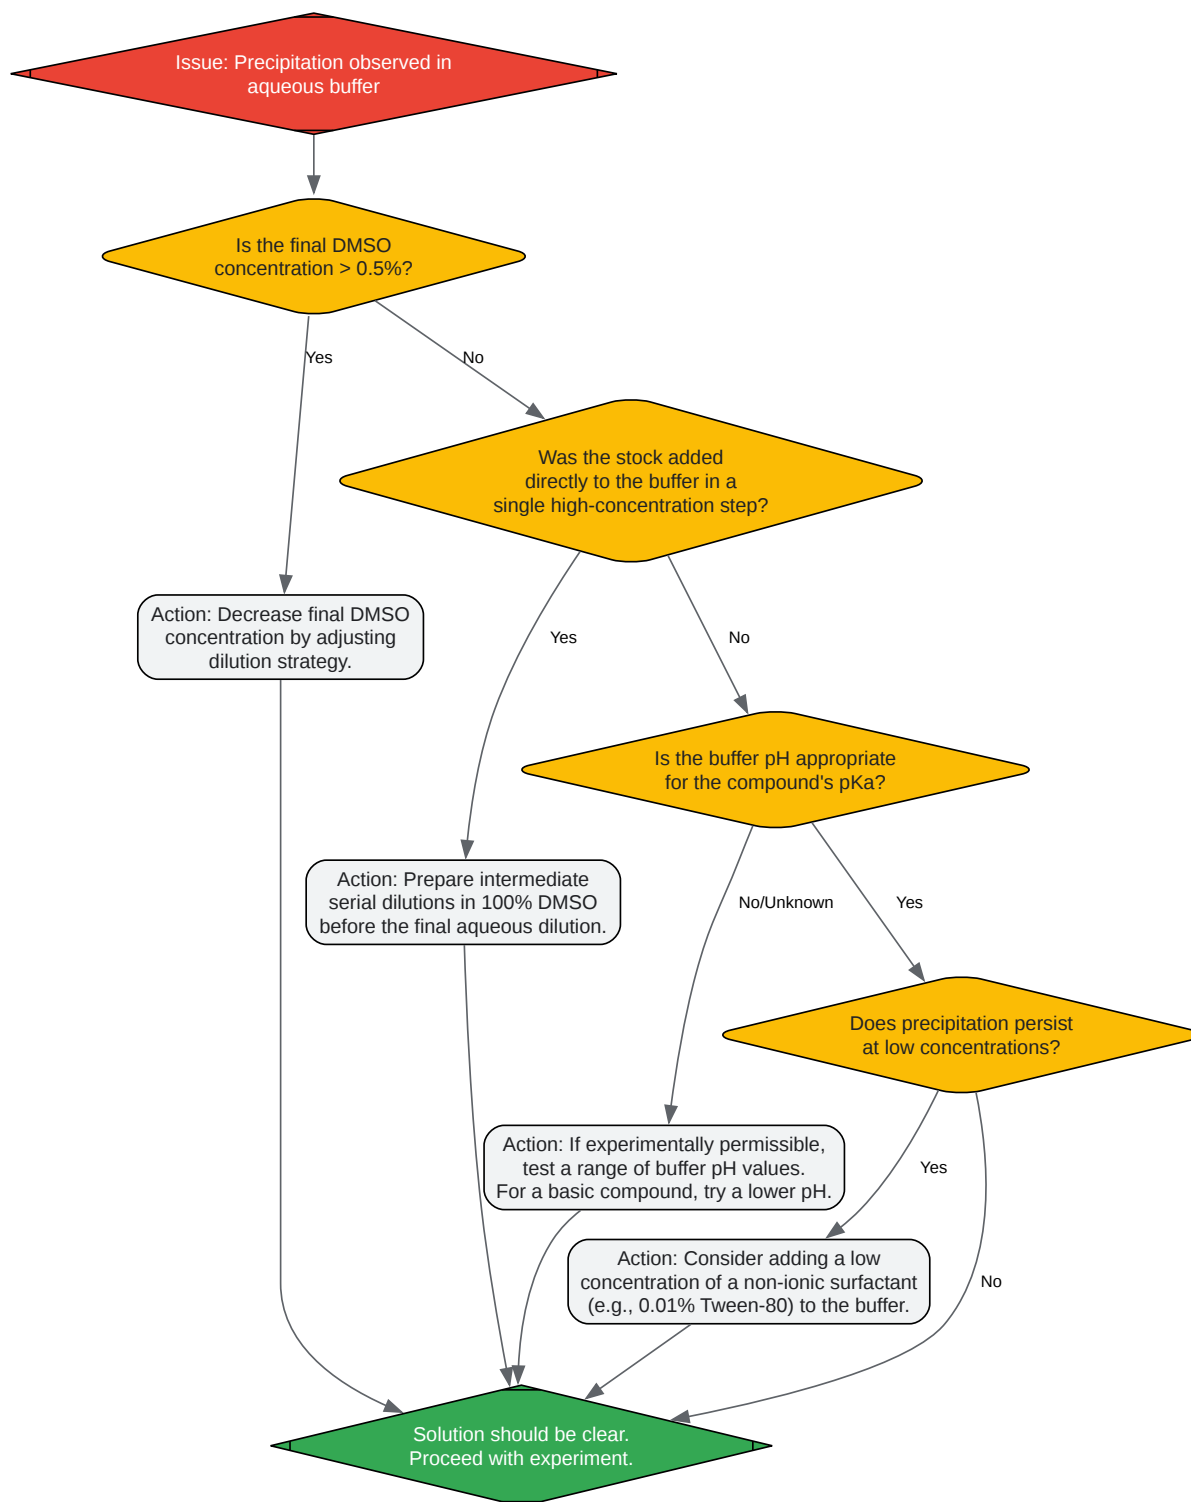 Issue: Precipitation observed in
aqueous buffer
Is the final DMSO
concentration > 0.5%?
Yes
No
Was the stock added
directly to the buffer in a
single high-concentration step?
Action: Decrease final DMSO
concentration by adjusting
dilution strategy.
Yes
No
Is the buffer pH appropriate
for the compound's pKa?
Action: Prepare intermediate
serial dilutions in 100% DMSO
before the final aqueous dilution.
No/Unknown
Yes
Does precipitation persist
at low concentrations?
Action: If experimentally permissible,
test a range of buffer pH values.
For a basic compound, try a lower pH.
Yes
Action: Consider adding a low
concentration of a non-ionic surfactant
(e.g., 0.01% Tween-80) to the buffer.
No
Solution should be clear.
Proceed with experiment.